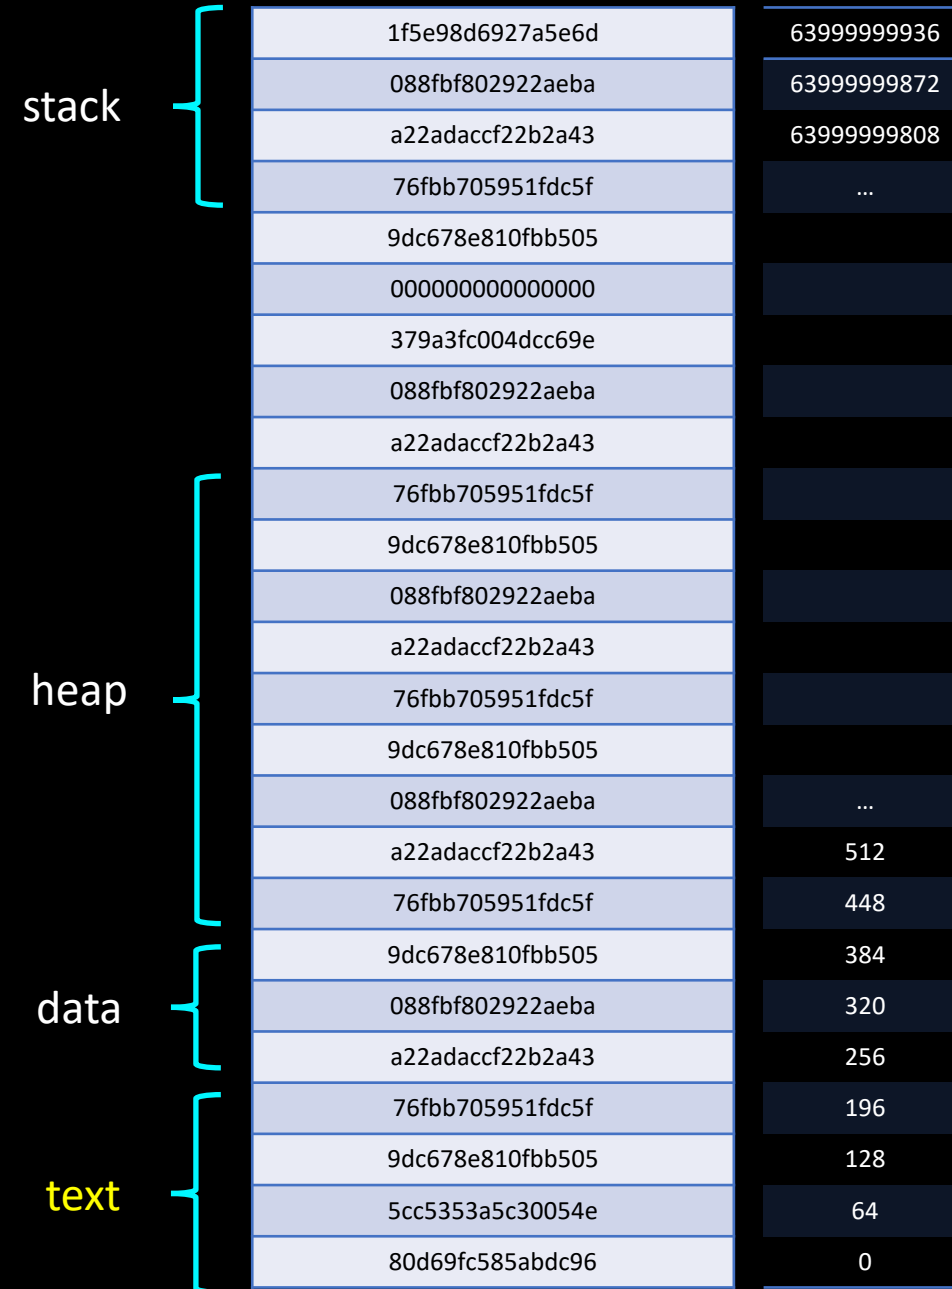 1f5e98d6927a5e6d 63999999936
stack 088fbf802922aeba 63999999872
a22adaccf22b2a43 63999999808
76fbb705951fdc5f ...
9dc678e810fbb505
000000000000000
379a3fc004dcc69e
088fbf802922aeba
a22adaccf22b2a43
76fbb705951fdc5f
9dc678e810fbb505
088fbf802922aeba
a22adaccf22b2a43
heap 76fbb705951fdc5f
9dc678e810fbb505
088fbf802922aeba ...
a22adaccf22b2a43 512
76fbb705951fdc5f 448
9dc678e810fbb505 384
data 088fbf802922aeba 320
a22adaccf22b2a43 256
76fbb705951fdc5f 196
9dc678e810fbb505 128
text 5cc5353a5c30054e 64
80d69fc585abdc96 0